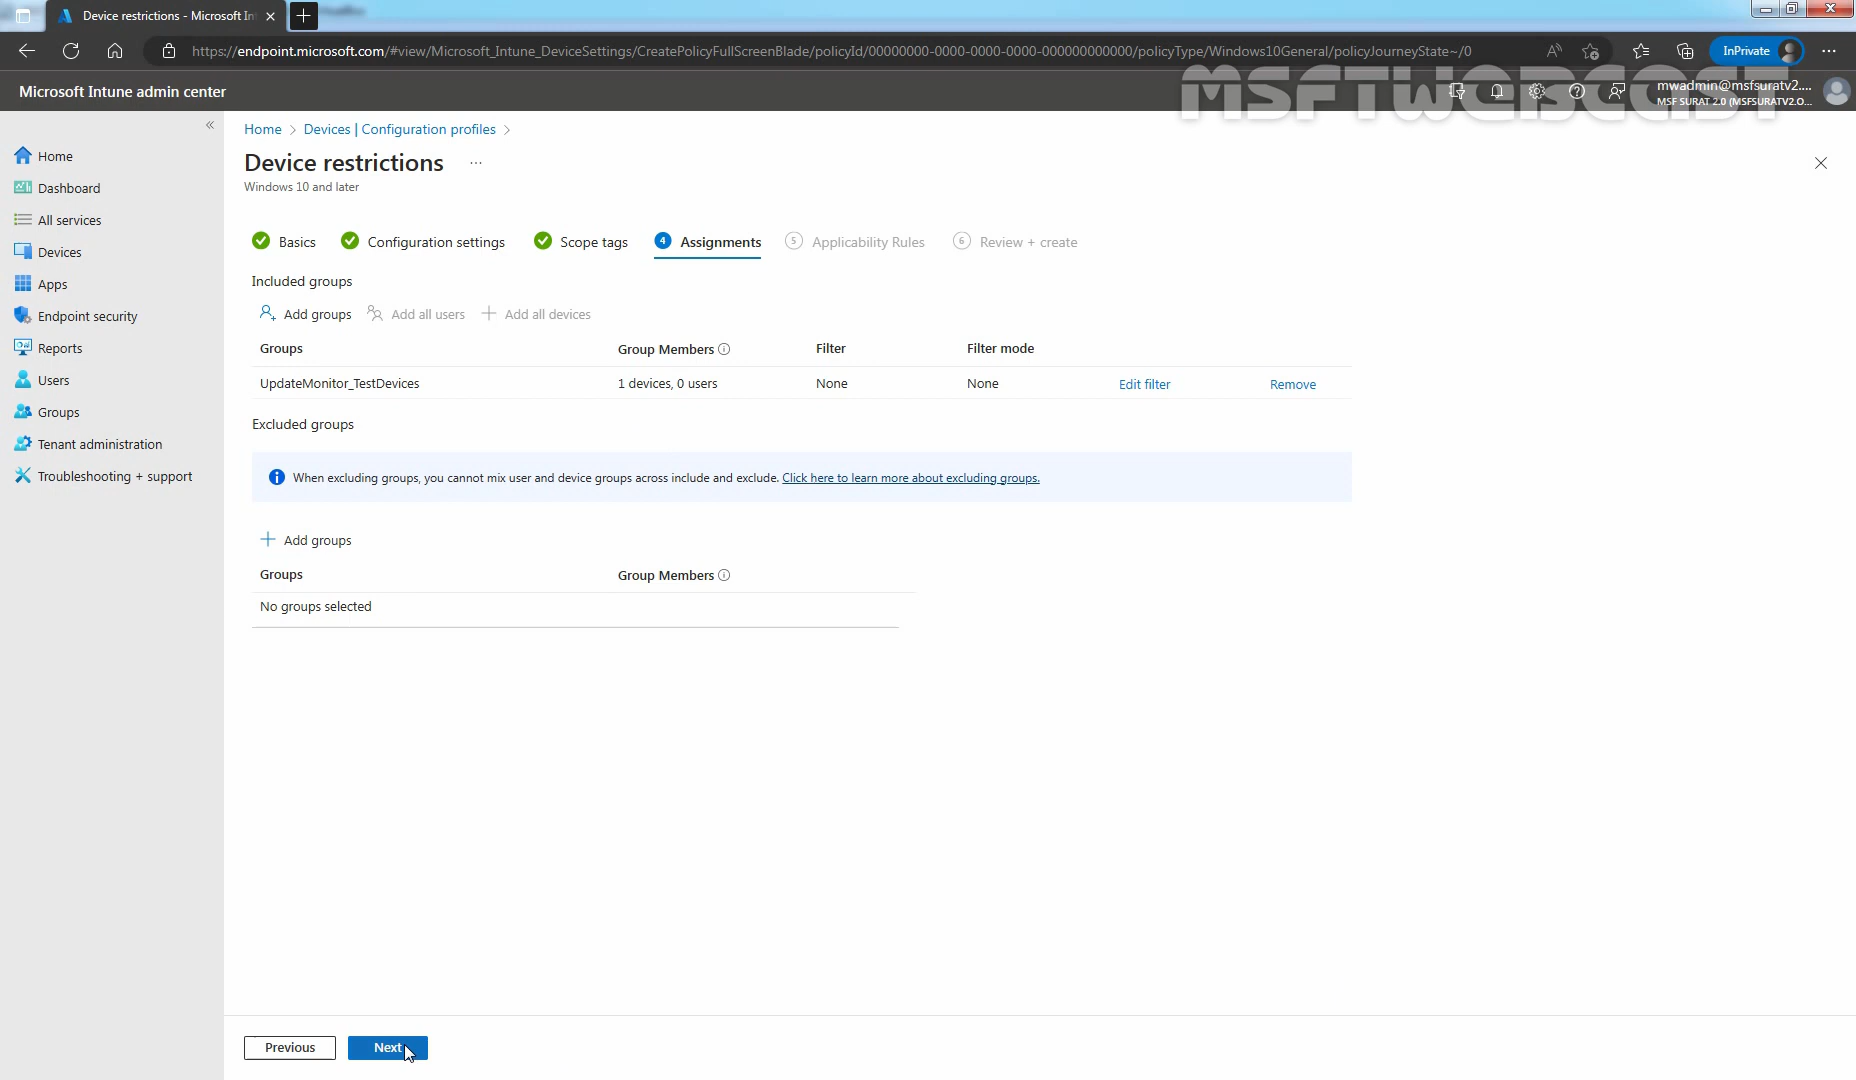 Device restrictions - Microsoft In
https://endpoint.microsoft.com/#view/Microsoft_Intune_DeviceSettings/CreatePolicyFullScreenBlade/policyId/00000000-0000-0000-0000-000000000000/policyType/Windows10General/policyJourneyState~/0
InPrivate
Microsoft Intune admin center
MSFTWEBCAST
mwadmin@msfsuratv2....
MSF SURAT 2.0 (MSFSURATV2.O...
Home > Devices | Configuration profiles >
Device restrictions ...
Windows 10 and later
Home
Dashboard
All services
Devices
Apps
Endpoint security
Reports
Users
Groups
Tenant administration
Troubleshooting + support
Basics Configuration settings Scope tags 4 Assignments 5 Applicability Rules 6 Review + create
Included groups
Add groups Add all users Add all devices
Groups Group Members Filter Filter mode
UpdateMonitor_TestDevices 1 devices, 0 users None None Edit filter Remove
Excluded groups
When excluding groups, you cannot mix user and device groups across include and exclude. Click here to learn more about excluding groups.
Add groups
Groups Group Members
No groups selected
Previous Next